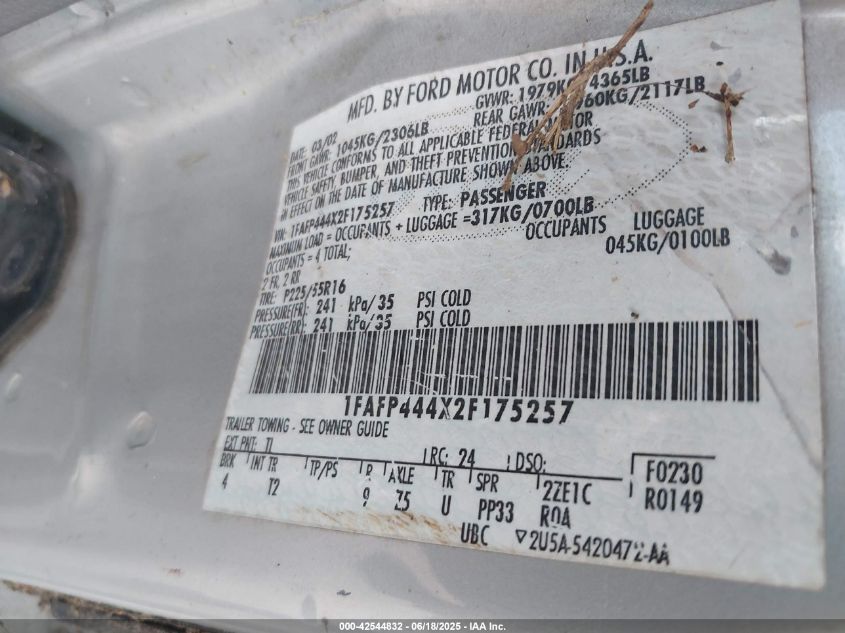 MFD. BY FORD MOTOR CO. IN U.S.A.
DATE: 03/02 GVWR: 1979KG/4365LB
FRONT GAWR: 1045KG/2306LB REAR GAWR: 960KG/2117LB
THIS VEHICLE CONFORMS TO ALL APPLICABLE FEDERAL MOTOR
VEHICLE SAFETY, BUMPER, AND THEFT PREVENTION STANDARDS
IN EFFECT ON THE DATE OF MANUFACTURE SHOWN ABOVE.
VIN: 1FAFP444X2F175257 TYPE: PASSENGER
MAXIMUM LOAD = OCCUPANTS + LUGGAGE =317KG/0700LB
OCCUPANTS = 4 TOTAL; OCCUPANTS LUGGAGE
2 FR, 2 RR 045KG/0100LB
TIRE: P225/55R16
PRESSURE(FR): 241 kPa/35 PSI COLD
PRESSURE(RR): 241 kPa/35 PSI COLD
1FAFP444X2F175257
TRAILER TOWING - SEE OWNER GUIDE
EXT PNT: TI RC: 24 DSO: F0230
BRK INT TR TP/PS R AXLE TR SPR 2ZE1C R0149
4 T2 9 Z5 U PP33 ROA
UBC ▽2U5A-5420472-AA
000-42544832 - 06/18/2025 - IAA Inc.